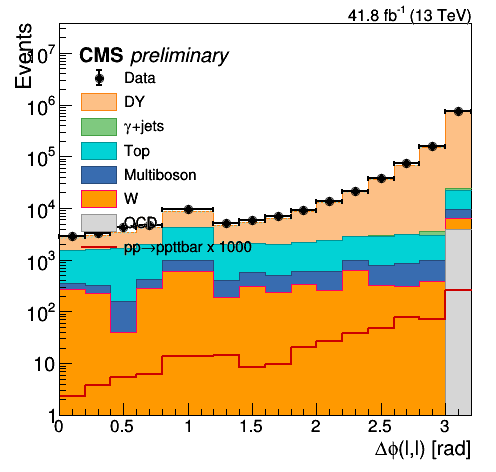 41.8 fb⁻¹ (13 TeV)
Events
CMS preliminary
Data
DY
γ+jets
Top
Multiboson
W
QCD
pp→ppttbar x 1000
10⁷
10⁶
10⁵
10⁴
10³
10²
10
1
0 0.5 1 1.5 2 2.5 3
Δϕ(l,l) [rad]